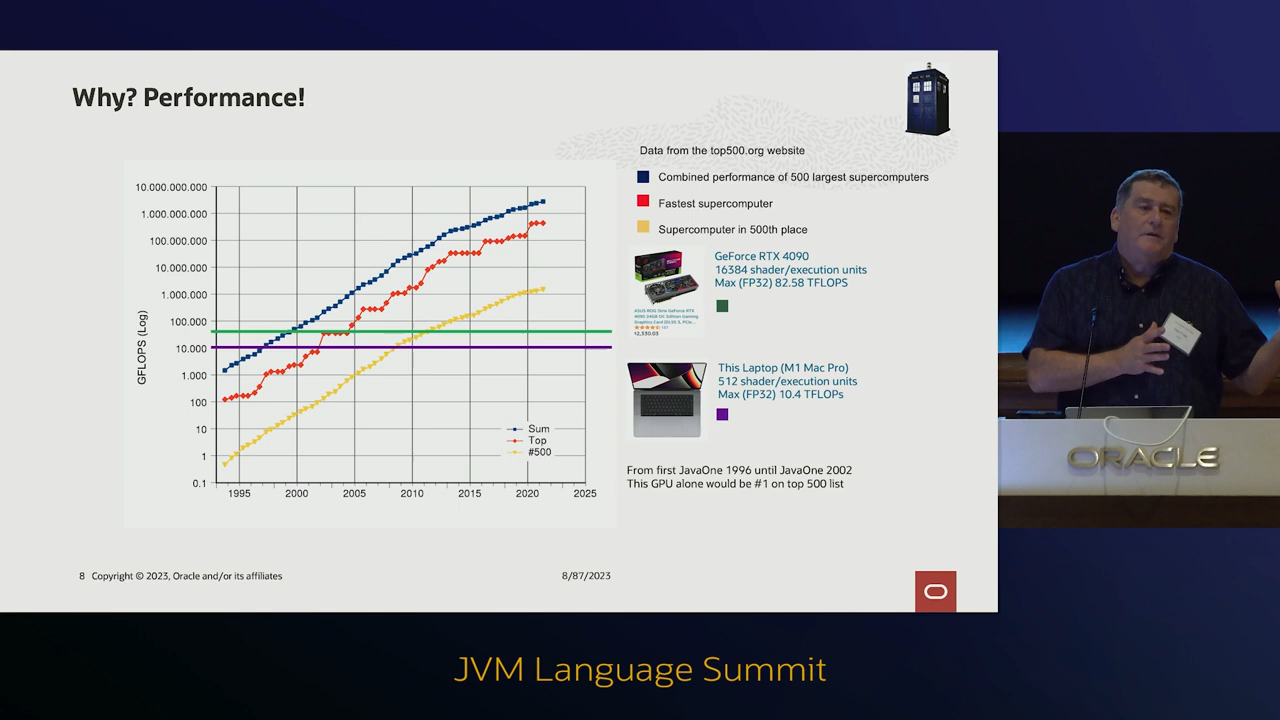 Why? Performance!
Data from the top500.org website
Combined performance of 500 largest supercomputers
Fastest supercomputer
Supercomputer in 500th place
10.000.000.000
1.000.000.000
100.000.000
10.000.000
1.000.000
100.000
10.000
1.000
100
10
1
0.1
GFLOPS (Log)
Sum
Top
#500
1995 2000 2005 2010 2015 2020 2025
GeForce RTX 4090
16384 shader/execution units
Max (FP32) 82.58 TFLOPS
This Laptop (M1 Mac Pro)
512 shader/execution units
Max (FP32) 10.4 TFLOPs
From first JavaOne 1996 until JavaOne 2002
This GPU alone would be #1 on top 500 list
8 Copyright © 2023, Oracle and/or its affiliates
8/87/2023
ORACLE
JVM Language Summit